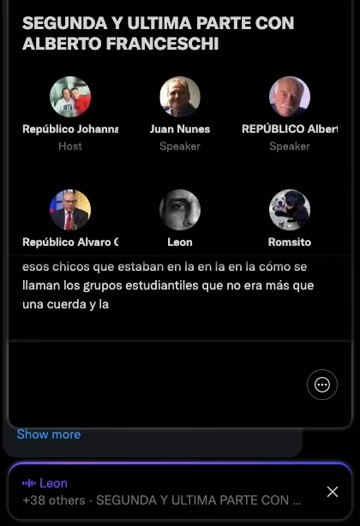 SEGUNDA Y ULTIMA PARTE CON
ALBERTO FRANCESCHI
Repúblico Johanna
Juan Nunes
REPÚBLICO Albert
Host
Speaker
Speaker
Repúblico Alvaro C
Leon
Romsito
esos chicos que estaban en la en la en la cómo se
llaman los grupos estudiantiles que no era más que
una cuerda y la
Show more
Leon
+38 others · SEGUNDA Y ULTIMA PARTE CON ...